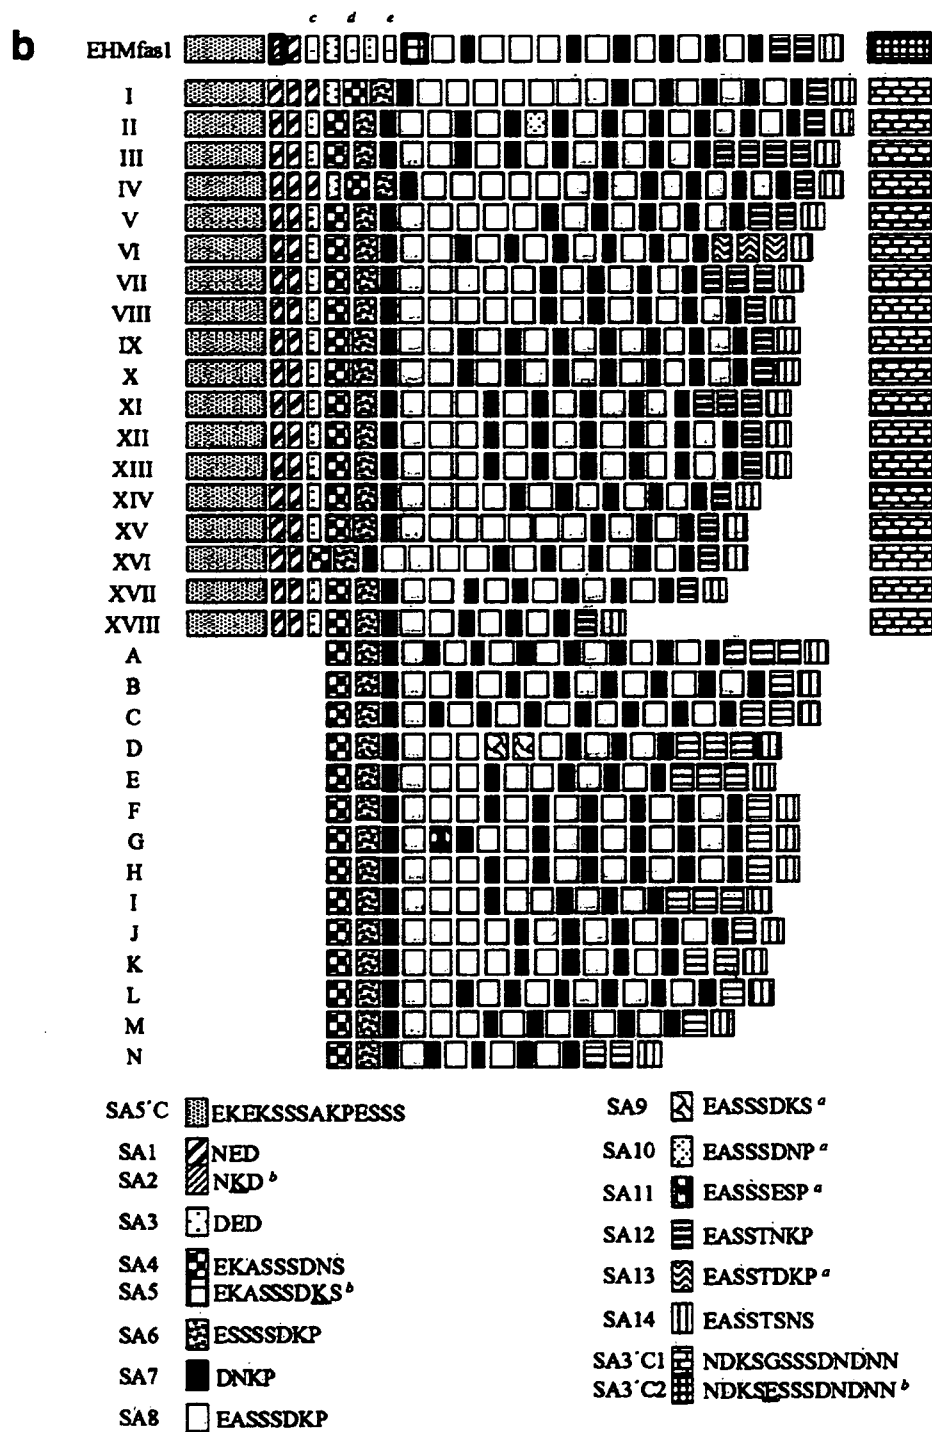 c d e
b EHMfas1
I
II
III
IV
V
VI
VII
VIII
IX
X
XI
XII
XIII
XIV
XV
XVI
XVII
XVIII
A
B
C
D
E
F
G
H
I
J
K
L
M
N
SA5'C EKEKSSSAKPESSS
SA1 NED
SA2 NKD b
SA3 DED
SA4 EKASSSDNS
SA5 EKASSSDKS b
SA6 ESSSSDKP
SA7 DNKP
SA8 EASSSDKP
SA9 EASSSDKS a
SA10 EASSSDNP a
SA11 EASSSESP a
SA12 EASSTNKP
SA13 EASSTDKP a
SA14 EASSTSNS
SA3'C1 NDKSGSSSDNDNN
SA3'C2 NDKSESSSDNDNN b